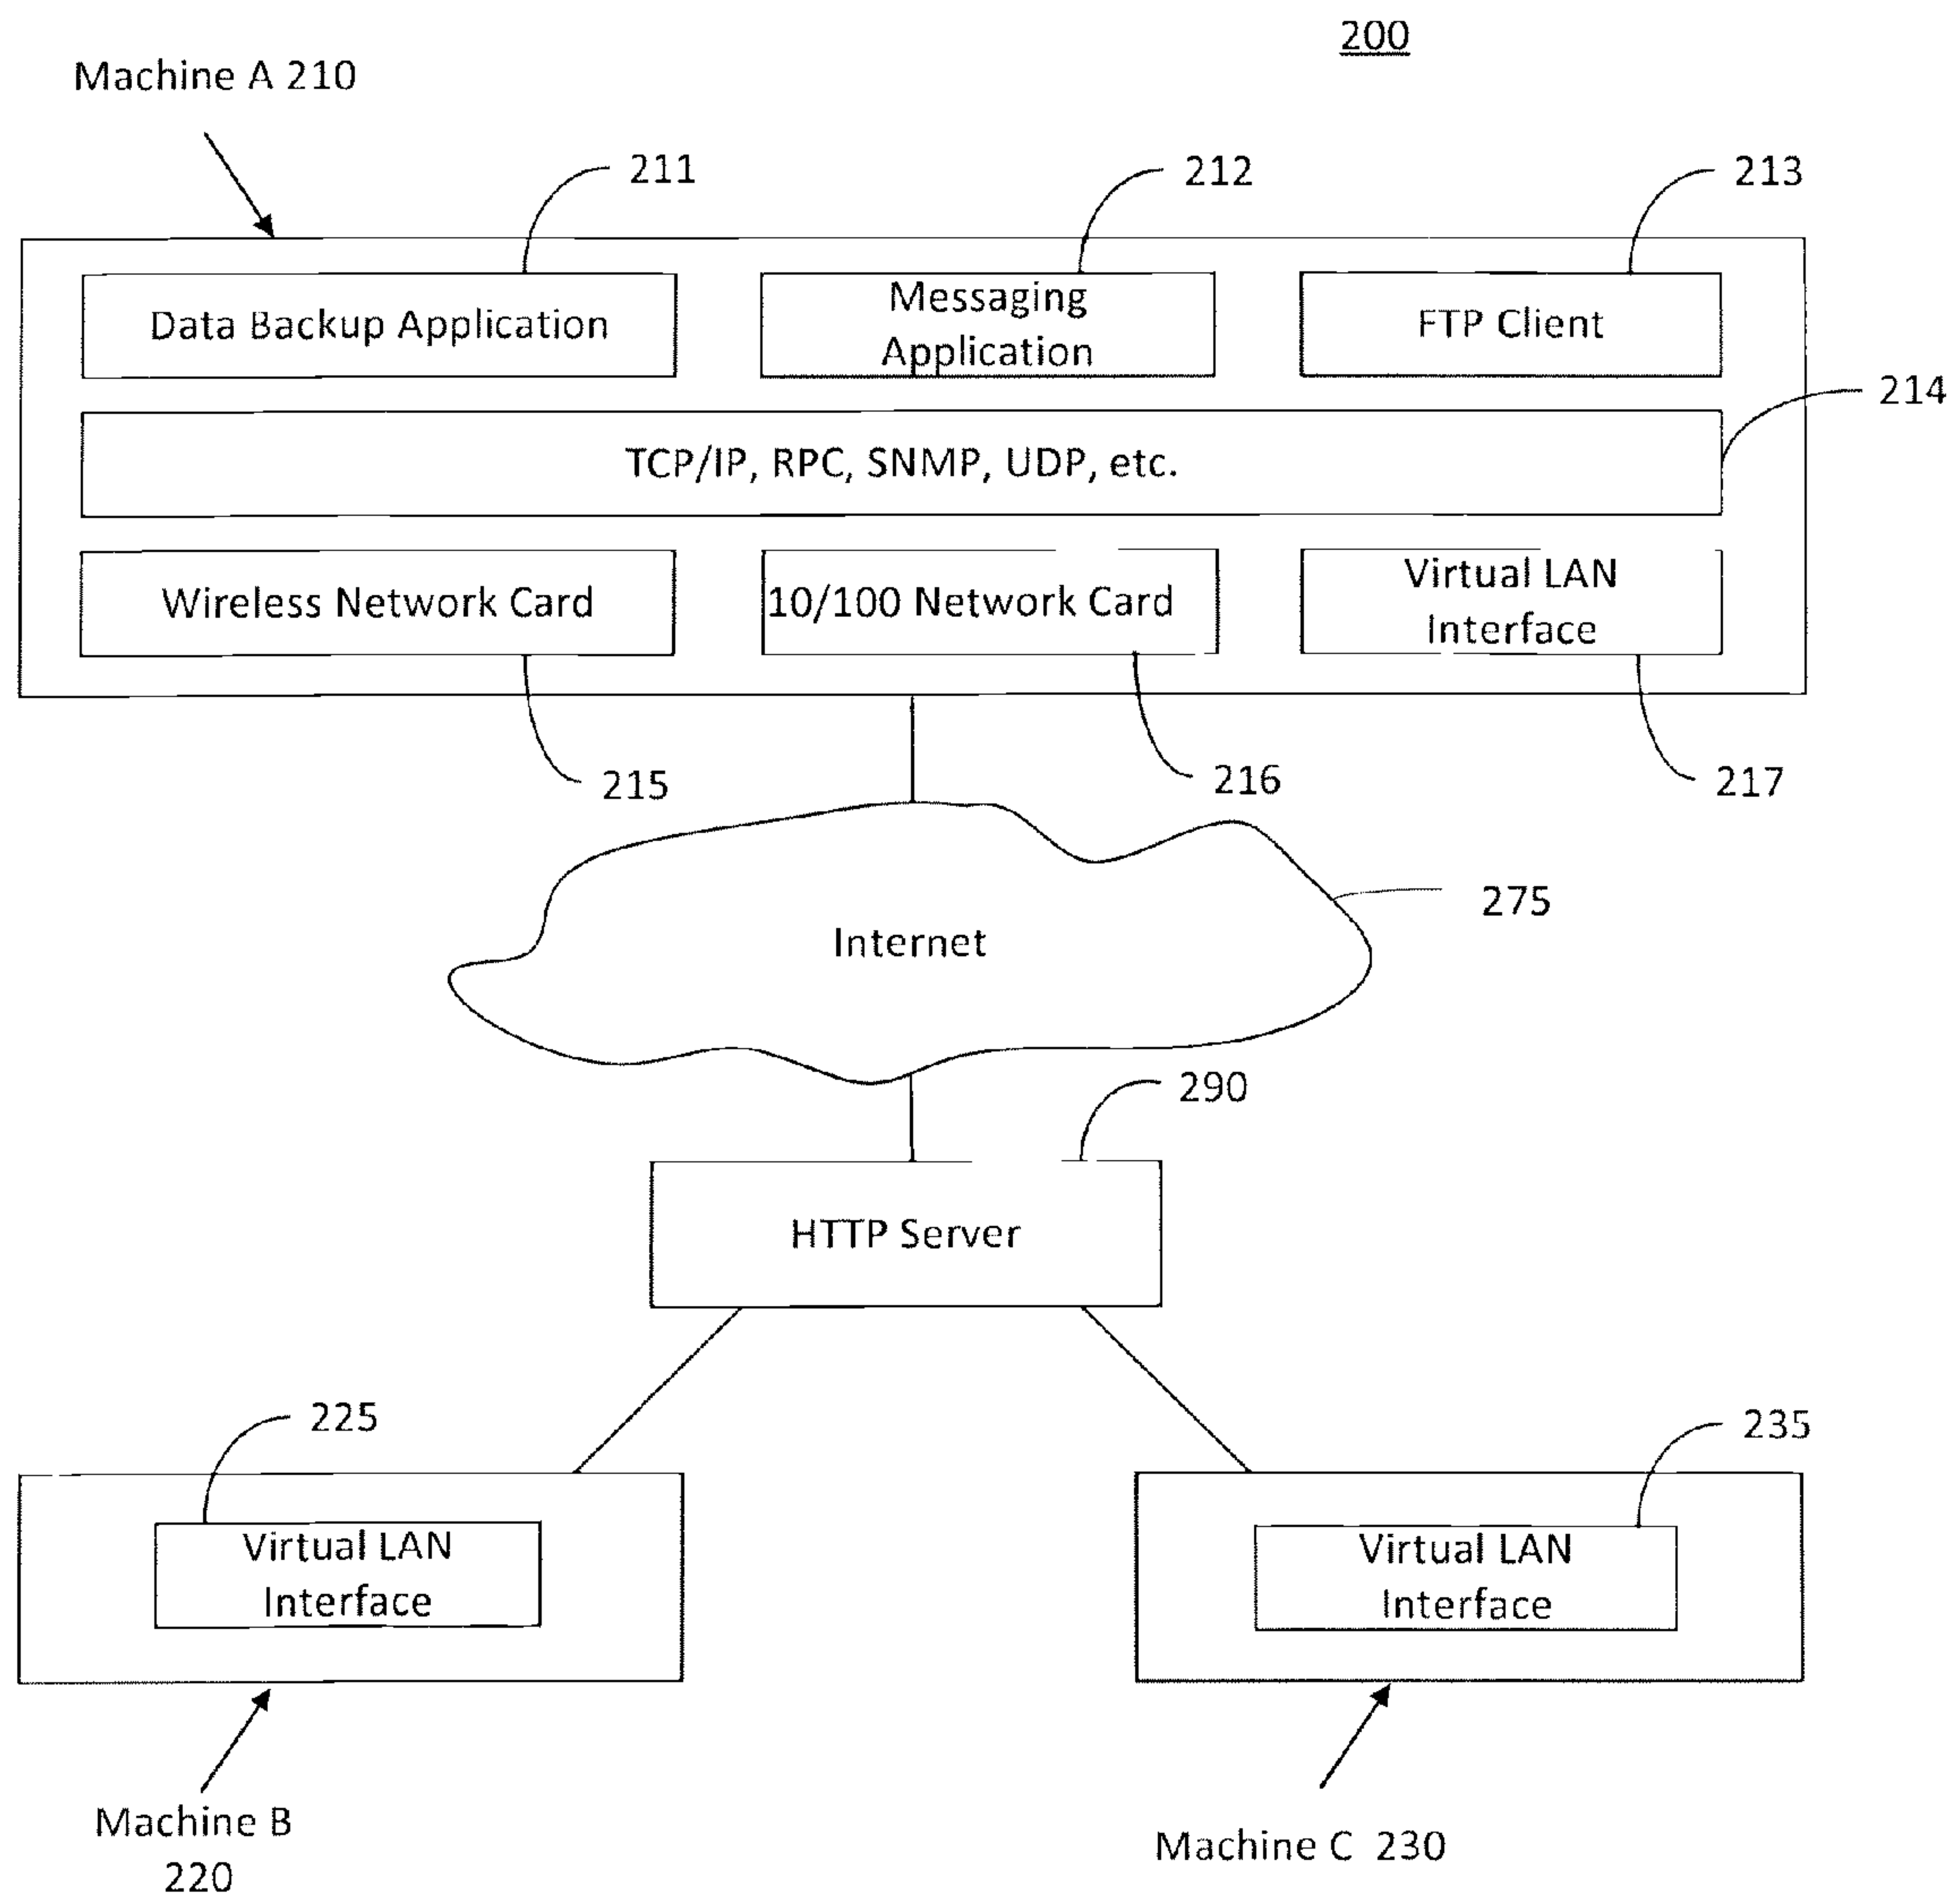 200
Machine A 210
211
212
213
Data Backup Application
Messaging
Application
FTP Client
214
TCP/IP, RPC, SNMP, UDP, etc.
Wireless Network Card
10/100 Network Card
Virtual LAN
Interface
215
216
217
275
Internet
290
HTTP Server
225
235
Virtual LAN
Interface
Virtual LAN
Interface
Machine B
220
Machine C 230